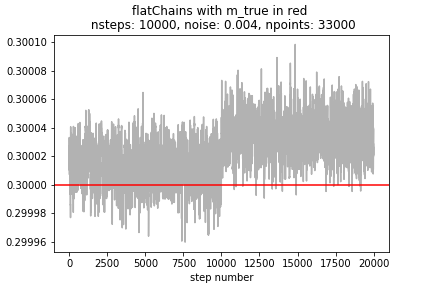 flatChains with m_true in red
nsteps: 10000, noise: 0.004, npoints: 33000
0.30010
0.30008
0.30006
0.30004
0.30002
0.30000
0.29998
0.29996
0 2500 5000 7500 10000 12500 15000 17500 20000
step number